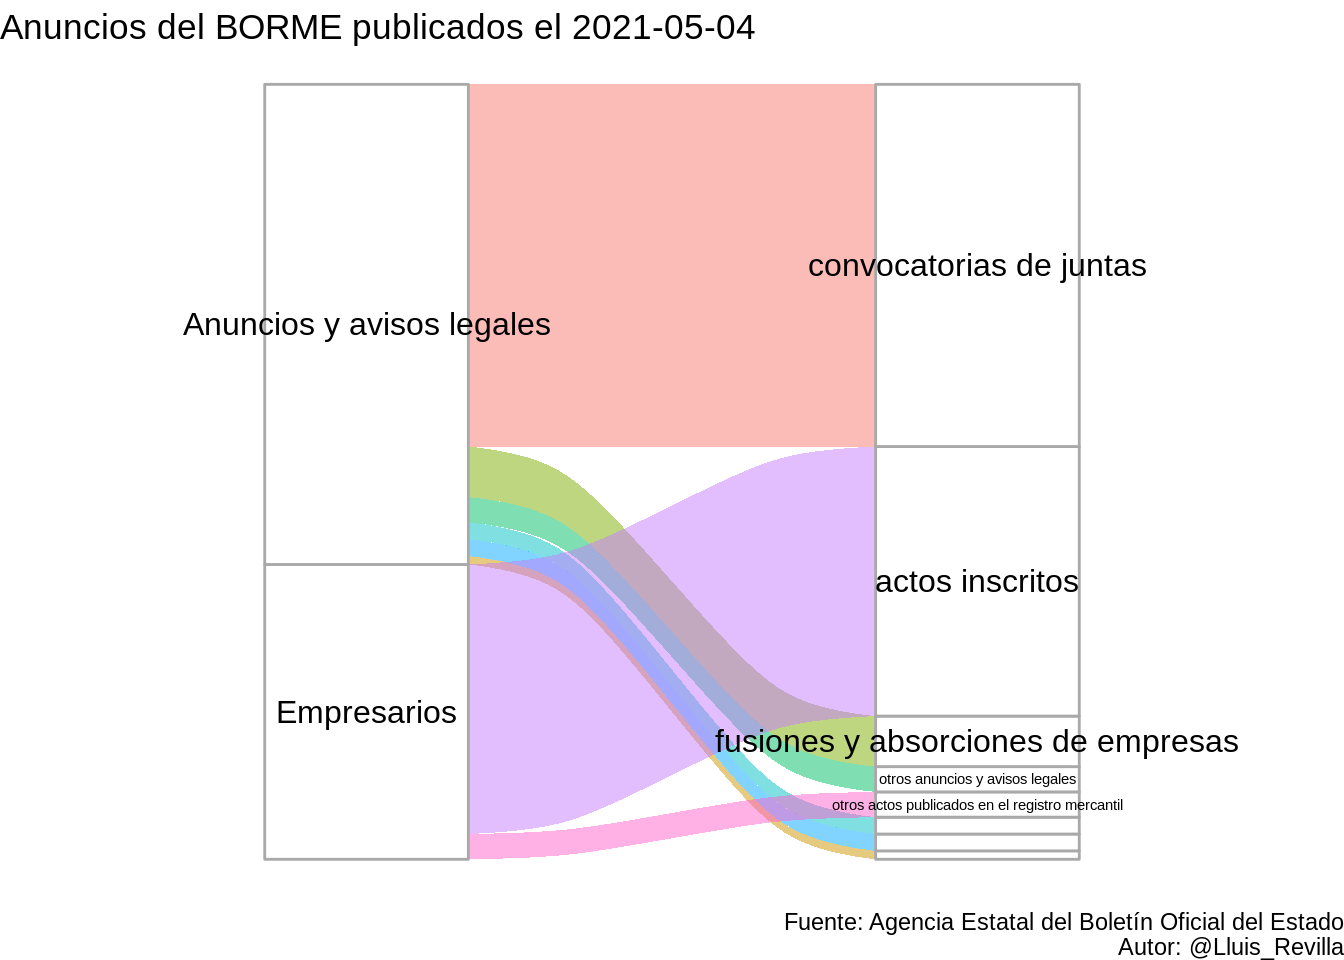 Anuncios del BORME publicados el 2021-05-04
convocatorias de juntas
Anuncios y avisos legales
actos inscritos
Empresarios
fusiones y absorciones de empresas
otros anuncios y avisos legales
otros actos publicados en el registro mercantil
Fuente: Agencia Estatal del Boletín Oficial del Estado
Autor: @Lluis_Revilla